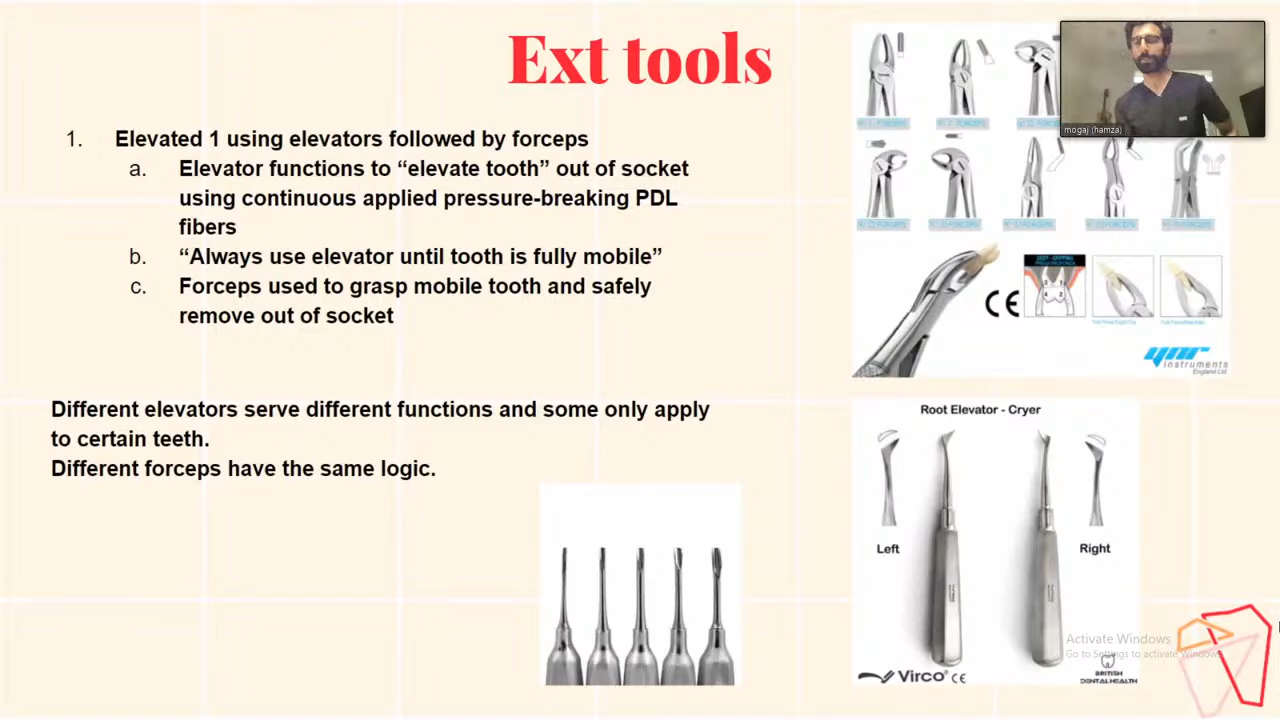 Ext tools
1. Elevated 1 using elevators followed by forceps
a. Elevator functions to “elevate tooth” out of socket
using continuous applied pressure-breaking PDL
fibers
b. “Always use elevator until tooth is fully mobile”
c. Forceps used to grasp mobile tooth and safely
remove out of socket
Different elevators serve different functions and some only apply
to certain teeth.
Different forceps have the same logic.
mogaj (hamza)
CE
ynr
instruments
England Ltd
Root Elevator - Cryer
Left
Right
Virco® CE
BRITISH
DENTALHEALTH
Activate Windows
Go to Settings to activate Windows.